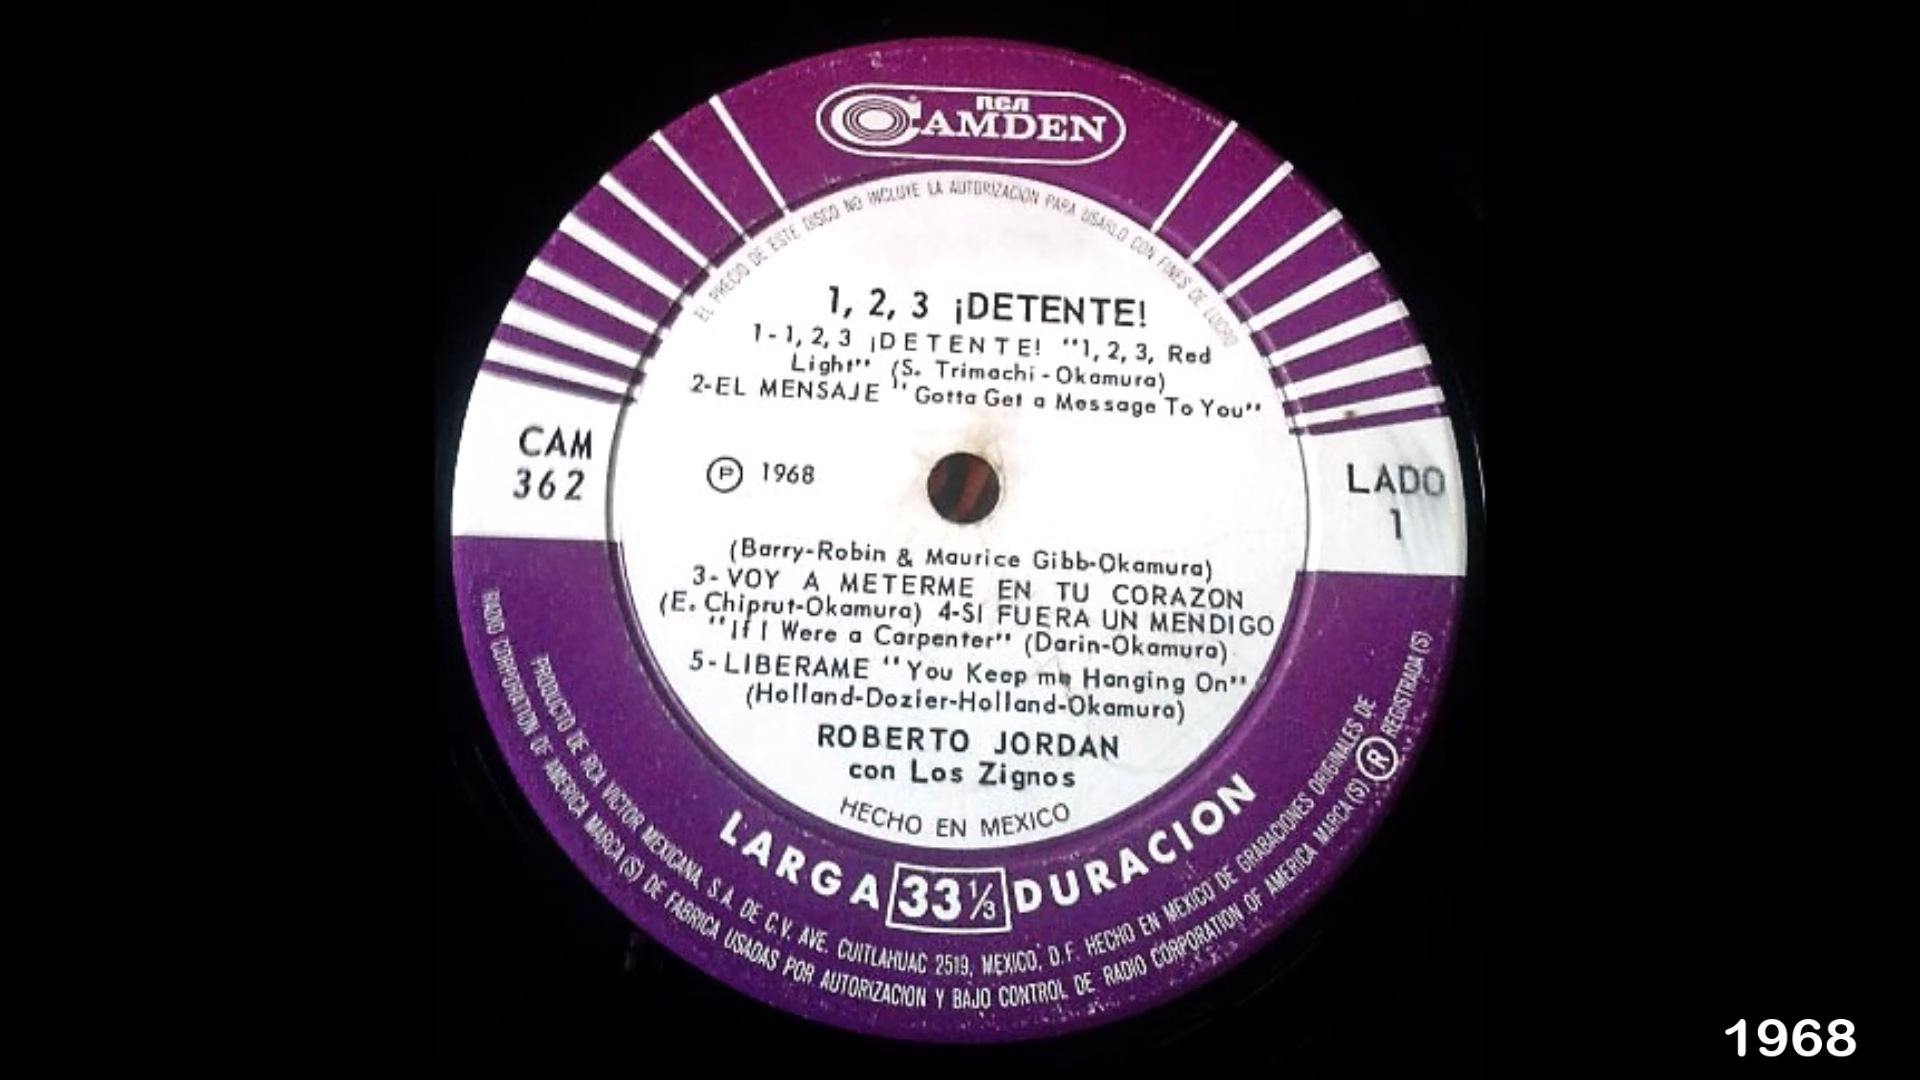 RCA
CAMDEN
EL PRECIO DE ESTE DISCO NO INCLUYE LA AUTORIZACION PARA USARLO CON FINES DE LUCRO
1, 2, 3 ¡DETENTE!
1-1, 2, 3 ¡DETENTE! "1, 2, 3, Red
Light" (S. Trimachi-Okamura)
2-EL MENSAJE "Gotta Get a Message To You"
CAM
362
Ⓟ 1968
LADO
1
(Barry-Robin & Maurice Gibb-Okamura)
3-VOY A METERME EN TU CORAZON
(E. Chiprut-Okamura) 4-SI FUERA UN MENDIGO
"If I Were a Carpenter" (Darin-Okamura)
5-LIBERAME "You Keep me Hanging On"
(Holland-Dozier-Holland-Okamura)
ROBERTO JORDAN
con Los Zignos
HECHO EN MEXICO
LARGA 33⅓ DURACION
PRODUCTO DE RCA VICTOR MEXICANA, S.A. DE C.V. AVE. CUITLAHUAC 2519, MEXICO, D.F. HECHO EN MEXICO DE GRABACIONES ORIGINALES DE
RADIO CORPORATION OF AMERICA MARCA(S) DE FABRICA USADAS POR AUTORIZACION Y BAJO CONTROL DE RADIO CORPORATION OF AMERICA MARCA(S) ® REGISTRADA(S)
1968